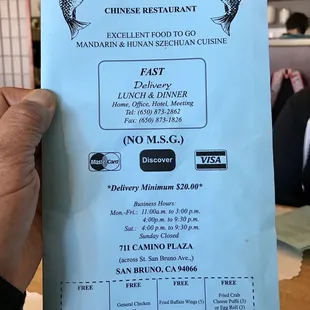 CHINESE RESTAURANT
EXCELLENT FOOD TO GO
MANDARIN & HUNAN SZECHUAN CUISINE
FAST
Delivery
LUNCH & DINNER
Home, Office, Hotel, Meeting
Tel: (650) 873-2862
Fax: (650) 873-1826
(NO M.S.G.)
MasterCard
Discover
VISA
*Delivery Minimum $20.00*
Business Hours:
Mon.-Fri.: 11:00a.m. to 3:00 p.m.
4:00p.m. to 9:30 p.m.
Sat.: 4:00 p.m. to 9:30 p.m.
Sunday Closed
711 CAMINO PLAZA
(across St. San Bruno Ave.,)
SAN BRUNO, CA 94066
FREE FREE FREE FREE
General Chicken Fried Buffalo Wings (5) Fried Crab
Cheese Puffs (3)
or Egg Roll (3)